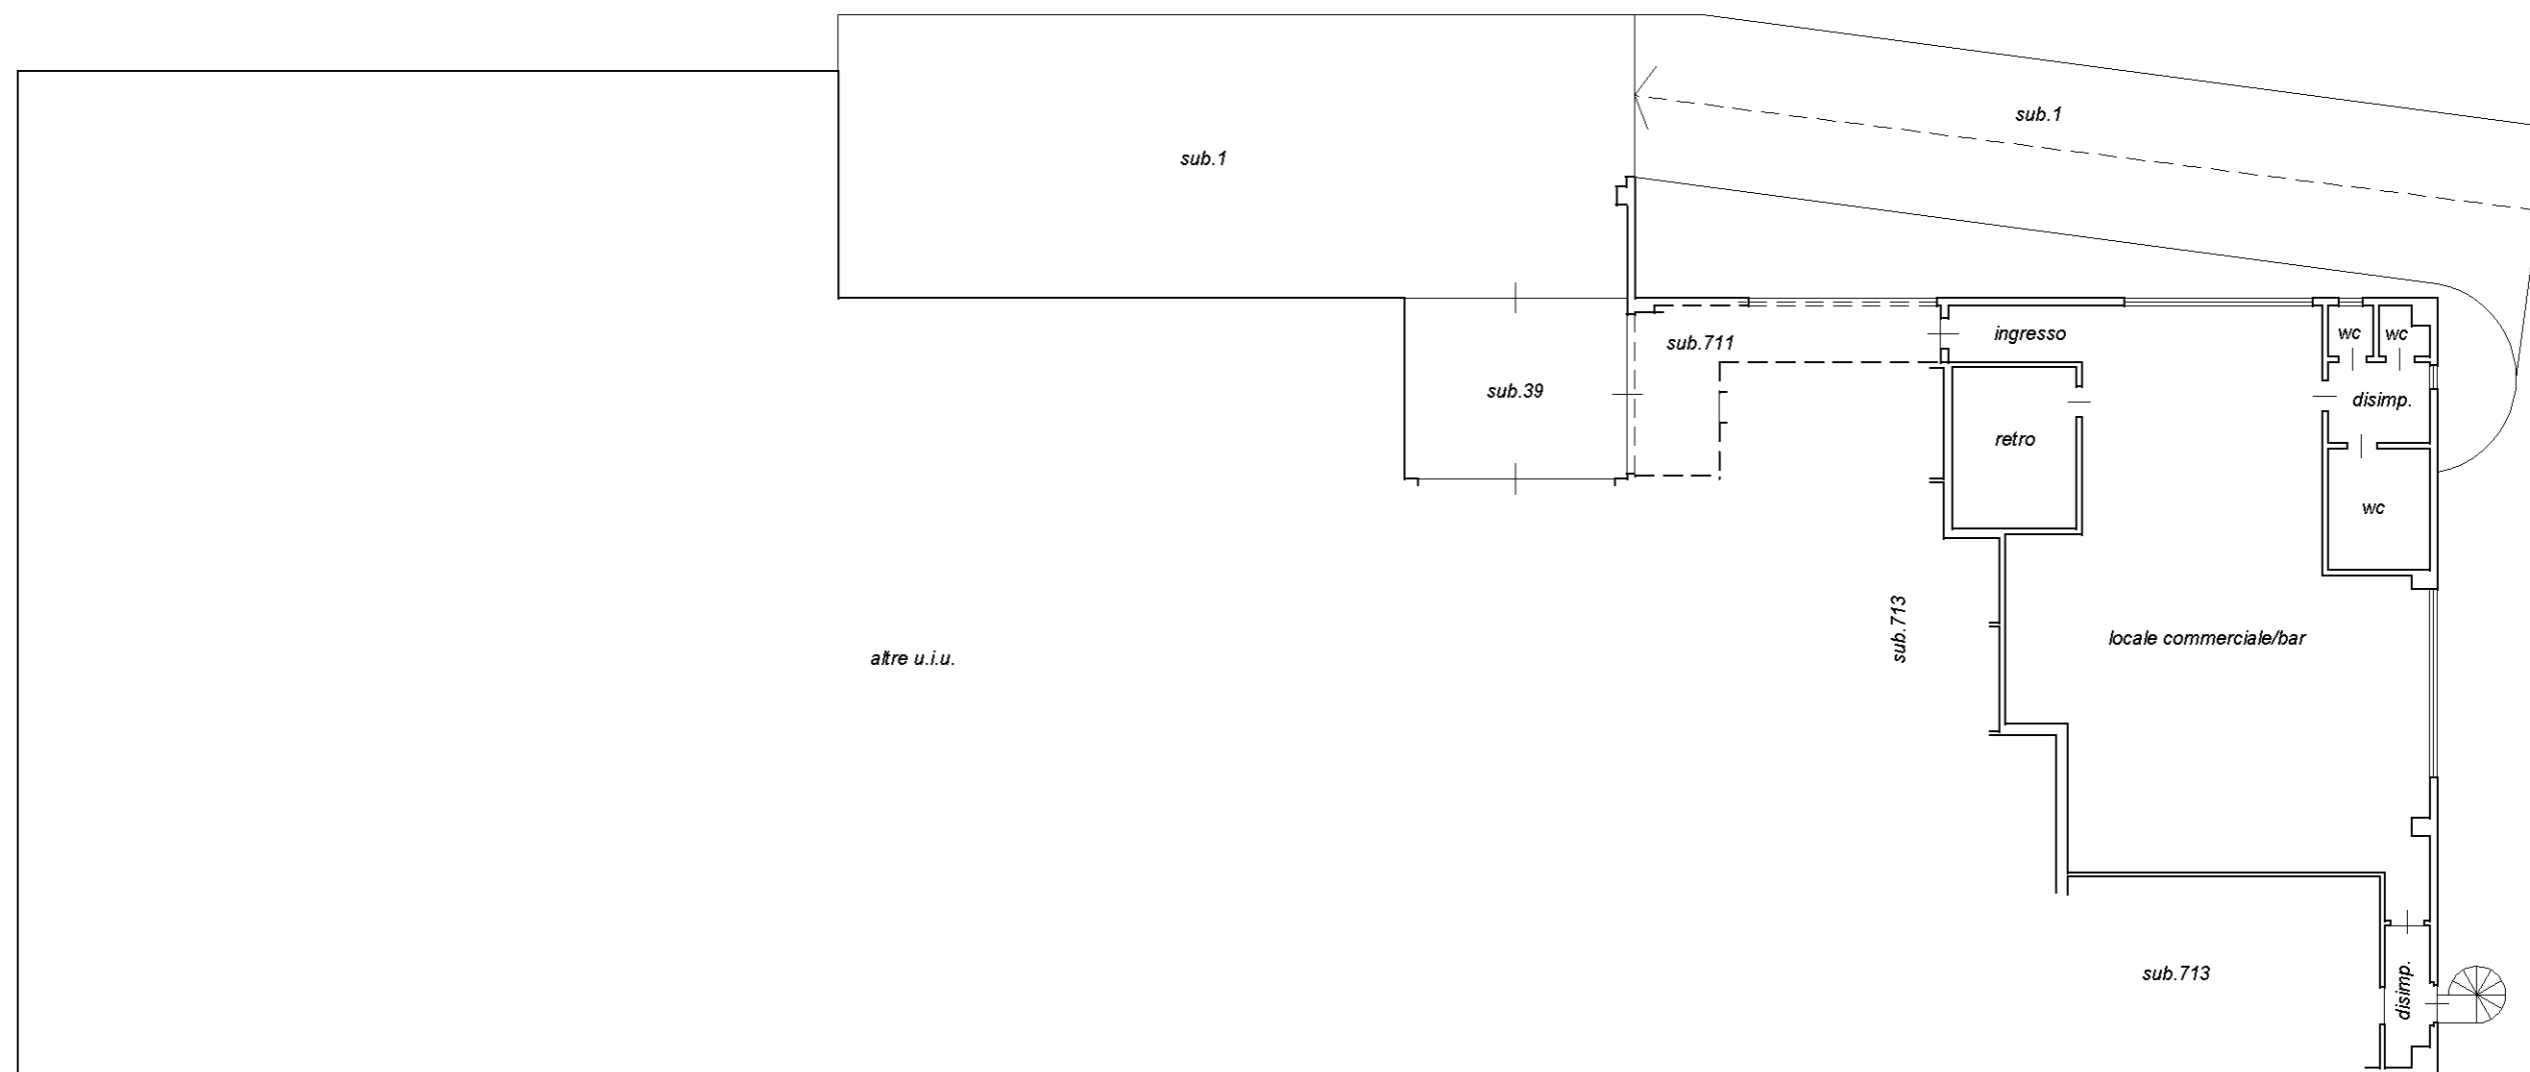 sub.1
sub.1
ingresso
wc
wc
sub.711
sub.39
disimp.
retro
wc
sub.713
locale commerciale/bar
altre u.i.u.
sub.713
disimp.